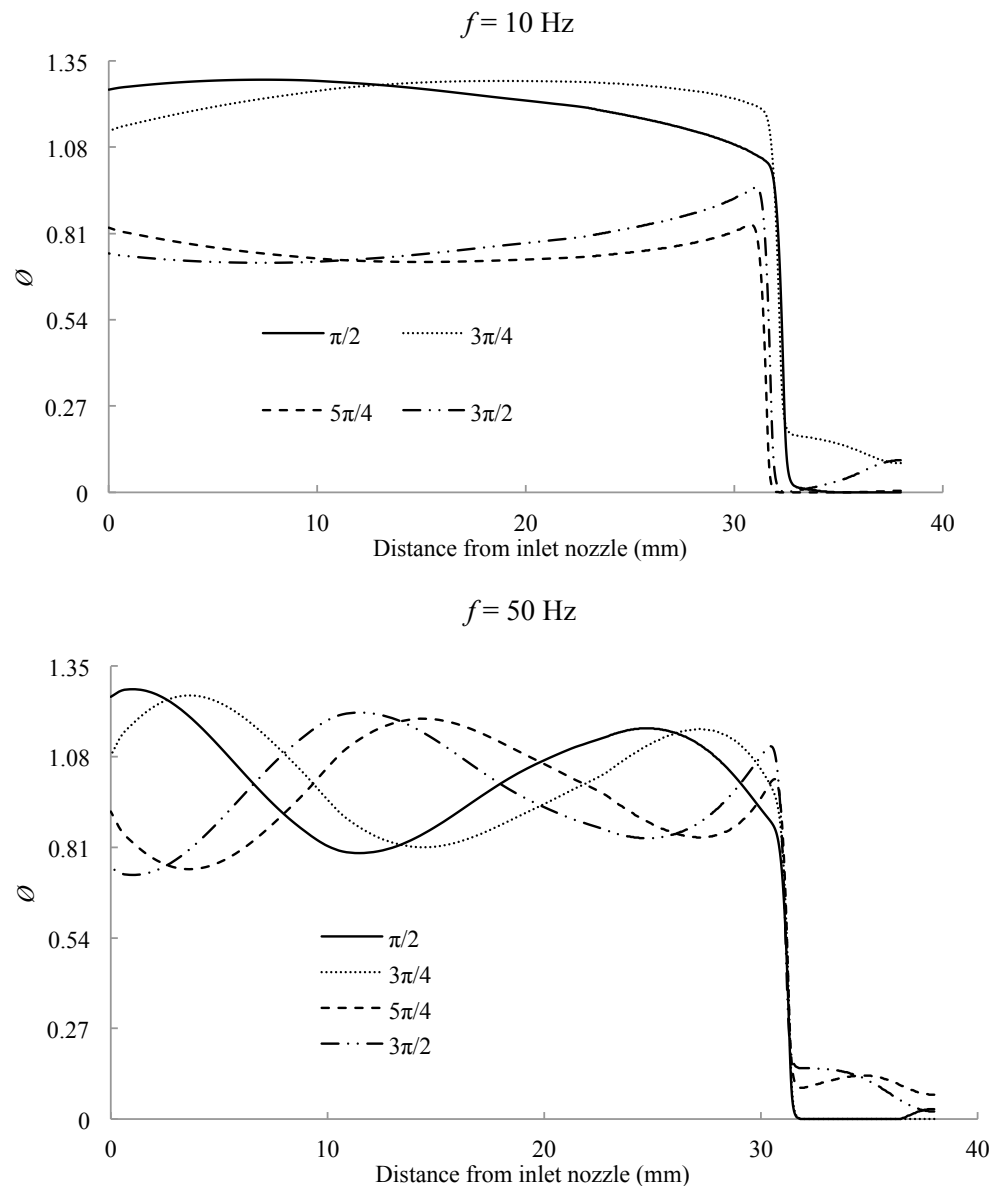 f = 10 Hz
1.35
1.08
0.81
0.54
0.27
0
Ø
π/2 3π/4
5π/4 3π/2
0 10 20 30 40
Distance from inlet nozzle (mm)
f = 50 Hz
1.35
1.08
0.81
0.54
0.27
0
Ø
π/2
3π/4
5π/4
3π/2
0 10 20 30 40
Distance from inlet nozzle (mm)